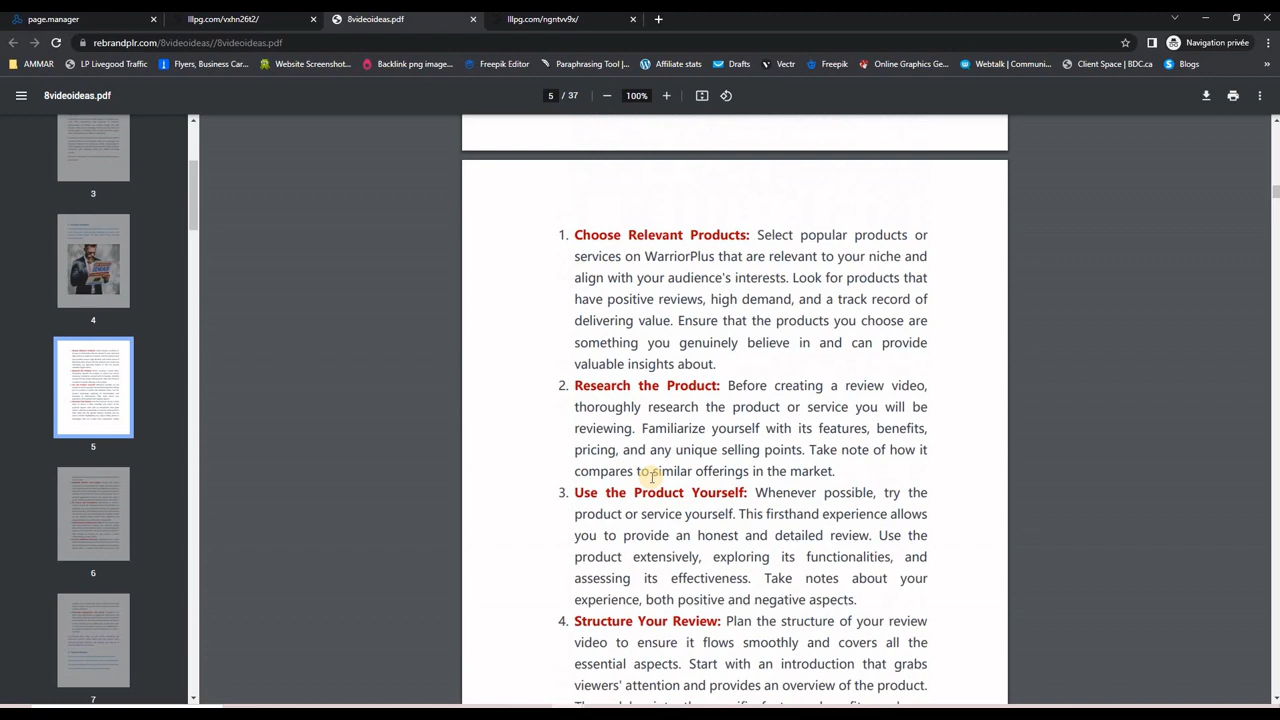 page.manager
lllpg.com/vxhn26t2/
8videoideas.pdf
lllpg.com/ngntvv9x/
rebrandplr.com/8videoideas//8videoideas.pdf
Navigation privée
AMMAR
LP Livegood Traffic
Flyers, Business Car...
Website Screenshot...
Backlink png image...
Freepik Editor
Paraphrasing Tool |...
Affiliate stats
Drafts
Vectr
Freepik
Online Graphics Ge...
Webtalk | Communi...
Client Space | BDC.ca
Blogs
8videoideas.pdf
5 / 37
100%
3
4
5
6
7
1. Choose Relevant Products: Select popular products or
services on WarriorPlus that are relevant to your niche and
align with your audience's interests. Look for products that
have positive reviews, high demand, and a track record of
delivering value. Ensure that the products you choose are
something you genuinely believe in and can provide
valuable insights about.
2. Research the Product: Before creating a review video,
thoroughly research the product or service you will be
reviewing. Familiarize yourself with its features, benefits,
pricing, and any unique selling points. Take note of how it
compares to similar offerings in the market.
3. Use the Product Yourself: Whenever possible, try the
product or service yourself. This firsthand experience allows
you to provide an honest and detailed review. Use the
product extensively, exploring its functionalities, and
assessing its effectiveness. Take notes about your
experience, both positive and negative aspects.
4. Structure Your Review: Plan the structure of your review
video to ensure it flows smoothly and covers all the
essential aspects. Start with an introduction that grabs
viewers' attention and provides an overview of the product.